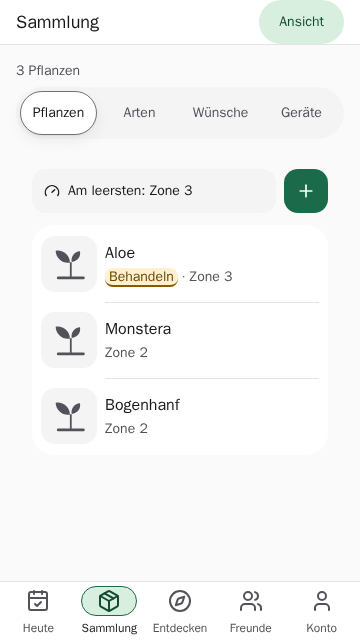 Sammlung
Ansicht
3 Pflanzen
Pflanzen
Arten
Wünsche
Geräte
Am leersten: Zone 3
Aloe
Behandeln · Zone 3
Monstera
Zone 2
Bogenhanf
Zone 2
Heute
Sammlung
Entdecken
Freunde
Konto